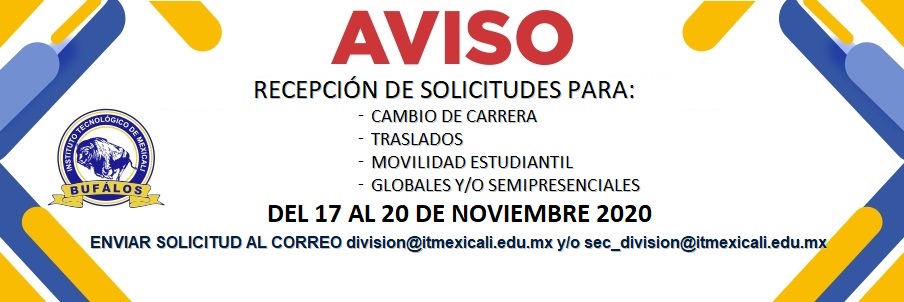 AVISO
RECEPCIÓN DE SOLICITUDES PARA:
- CAMBIO DE CARRERA
- TRASLADOS
- MOVILIDAD ESTUDIANTIL
- GLOBALES Y/O SEMIPRESENCIALES
INSTITUTO TECNOLÓGICO DE MEXICALI
BUFÁLOS
DEL 17 AL 20 DE NOVIEMBRE 2020
ENVIAR SOLICITUD AL CORREO division@itmexicali.edu.mx y/o sec_division@itmexicali.edu.mx